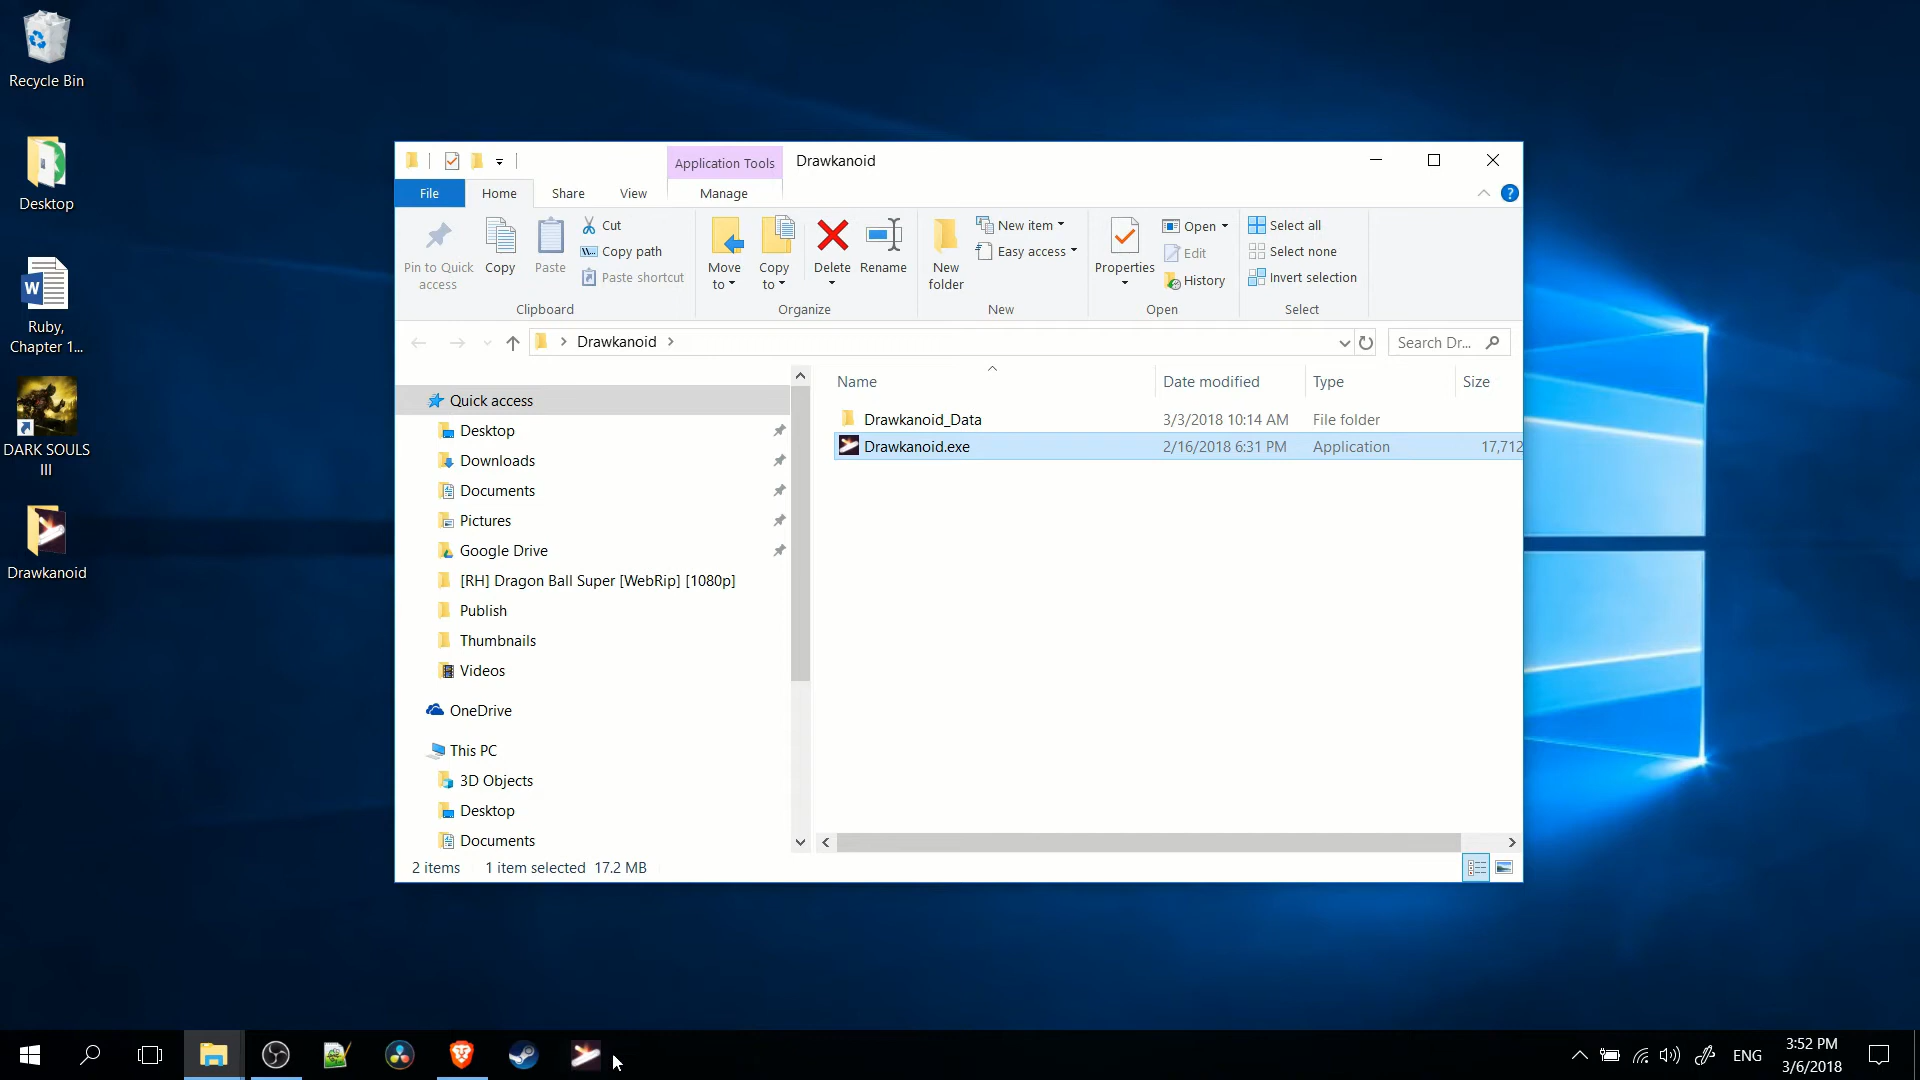 Recycle Bin
Desktop
Ruby,
Chapter 1...
DARK SOULS
III
Drawkanoid
Application Tools
Drawkanoid
File
Home
Share
View
Manage
Pin to Quick
access
Copy
Paste
Cut
Copy path
Paste shortcut
Clipboard
Move
to
Copy
to
Delete
Rename
Organize
New
folder
New item
Easy access
New
Properties
Open
Edit
History
Open
Select all
Select none
Invert selection
Select
Drawkanoid
Search Dr...
Quick access
Desktop
Downloads
Documents
Pictures
Google Drive
[RH] Dragon Ball Super [WebRip] [1080p]
Publish
Thumbnails
Videos
OneDrive
This PC
3D Objects
Desktop
Documents
Name Date modified Type Size
Drawkanoid_Data 3/3/2018 10:14 AM File folder
Drawkanoid.exe 2/16/2018 6:31 PM Application 17,712
2 items 1 item selected 17.2 MB
ENG
3:52 PM
3/6/2018